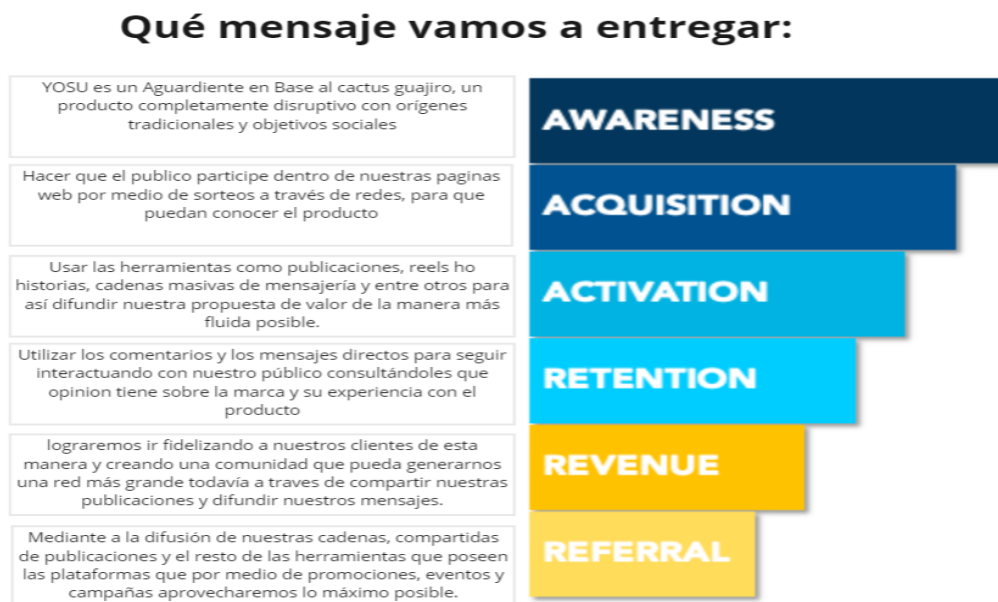 Qué mensaje vamos a entregar:
YOSU es un Aguardiente en Base al cactus guajiro, un
producto completamente disruptivo con orígenes
tradicionales y objetivos sociales
AWARENESS
Hacer que el publico participe dentro de nuestras paginas
web por medio de sorteos a través de redes, para que
puedan conocer el producto
ACQUISITION
Usar las herramientas como publicaciones, reels ho
historias, cadenas masivas de mensajería y entre otros para
así difundir nuestra propuesta de valor de la manera más
fluida posible.
ACTIVATION
Utilizar los comentarios y los mensajes directos para seguir
interactuando con nuestro público consultándoles que
opinion tiene sobre la marca y su experiencia con el
producto
RETENTION
lograremos ir fidelizando a nuestros clientes de esta
manera y creando una comunidad que pueda generarnos
una red más grande todavía a traves de compartir nuestras
publicaciones y difundir nuestros mensajes.
REVENUE
Mediante a la difusión de nuestras cadenas, compartidas
de publicaciones y el resto de las herramientas que poseen
las plataformas que por medio de promociones, eventos y
campañas aprovecharemos lo máximo posible.
REFERRAL